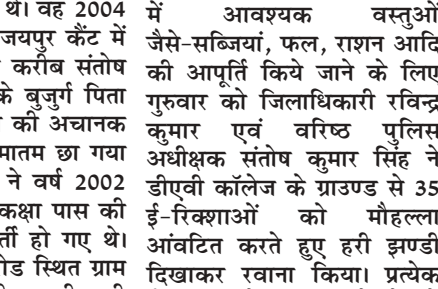 थे। वह 2004
जयपुर कैंट में
करीब संतोष
के बुजुर्ग पिता
की अचानक
मातम छा गया
ने वर्ष 2002
कक्षा पास की
र्ती हो गए थे।
ोड स्थित ग्राम
में आवश्यक वस्तुओं
जैसे-सब्जियां, फल, राशन आदि
की आपूर्ति किये जाने के लिए
गुरुवार को जिलाधिकारी रविन्द्र
कुमार एवं वरिष्ठ पुलिस
अधीक्षक संतोष कुमार सिंह ने
डीएवी कॉलेज के ग्राउण्ड से 35
ई-रिक्शाओं को मौहल्ला
आंवटित करते हुए हरी झण्डी
दिखाकर रवाना किया। प्रत्येक